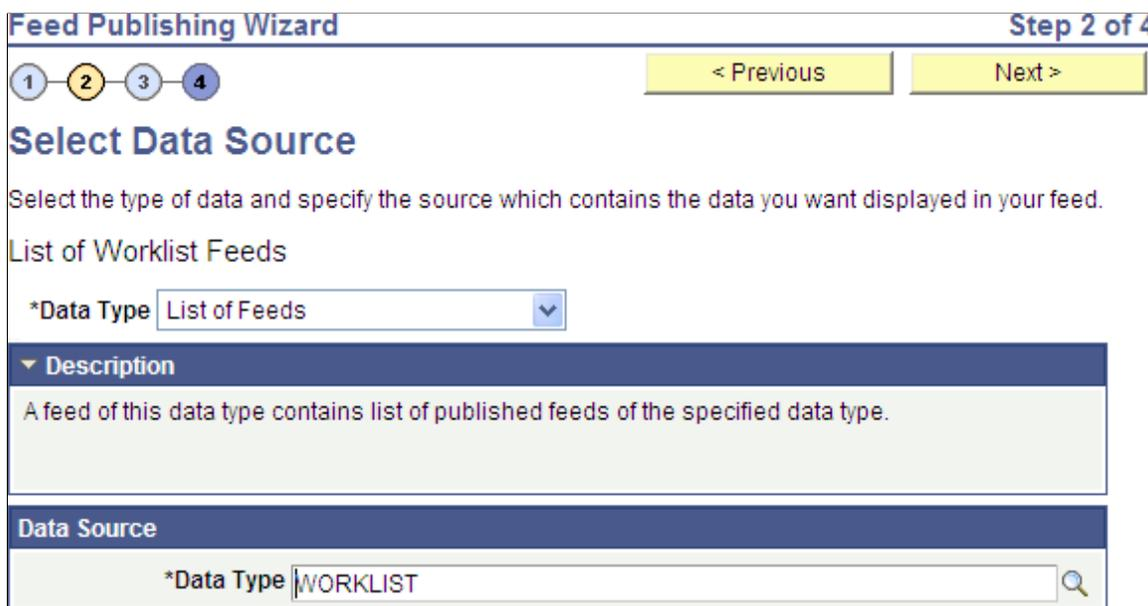 Feed Publishing Wizard Step 2 of 4
1 2 3 4 < Previous Next >
Select Data Source
Select the type of data and specify the source which contains the data you want displayed in your feed.
List of Worklist Feeds
*Data Type List of Feeds
Description
A feed of this data type contains list of published feeds of the specified data type.
Data Source
*Data Type WORKLIST